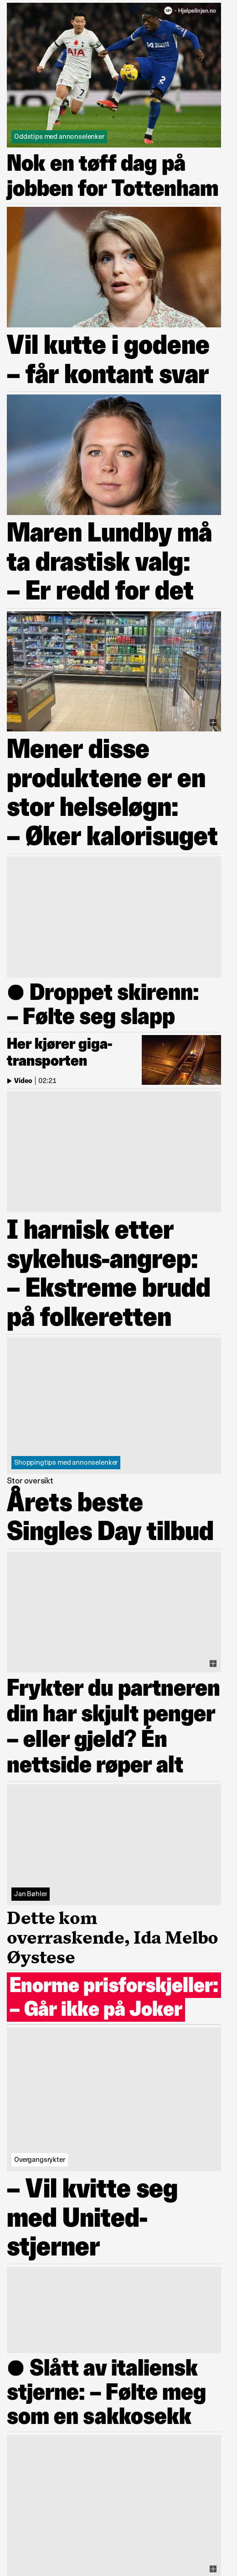 18+ – Hjelpelinjen.no
Oddstips med annonselenker
Nok en tøff dag på
jobben for Tottenham
Vil kutte i godene
– får kontant svar
Maren Lundby må
ta drastisk valg:
– Er redd for det
Mener disse
produktene er en
stor helseløgn:
– Øker kalorisuget
● Droppet skirenn:
– Følte seg slapp
Her kjører giga-
transporten
Video | 02:21
I harnisk etter
sykehus-angrep:
– Ekstreme brudd
på folkeretten
Shoppingtips med annonselenker
Stor oversikt
Årets beste
Singles Day tilbud
Frykter du partneren
din har skjult penger
– eller gjeld? Én
nettside røper alt
Jan Bøhler
Dette kom
overraskende, Ida Melbo
Øystese
Enorme prisforskjeller:
– Går ikke på Joker
Overgangsrykter
– Vil kvitte seg
med United-
stjerner
● Slått av italiensk
stjerne: – Følte meg
som en sakkosekk